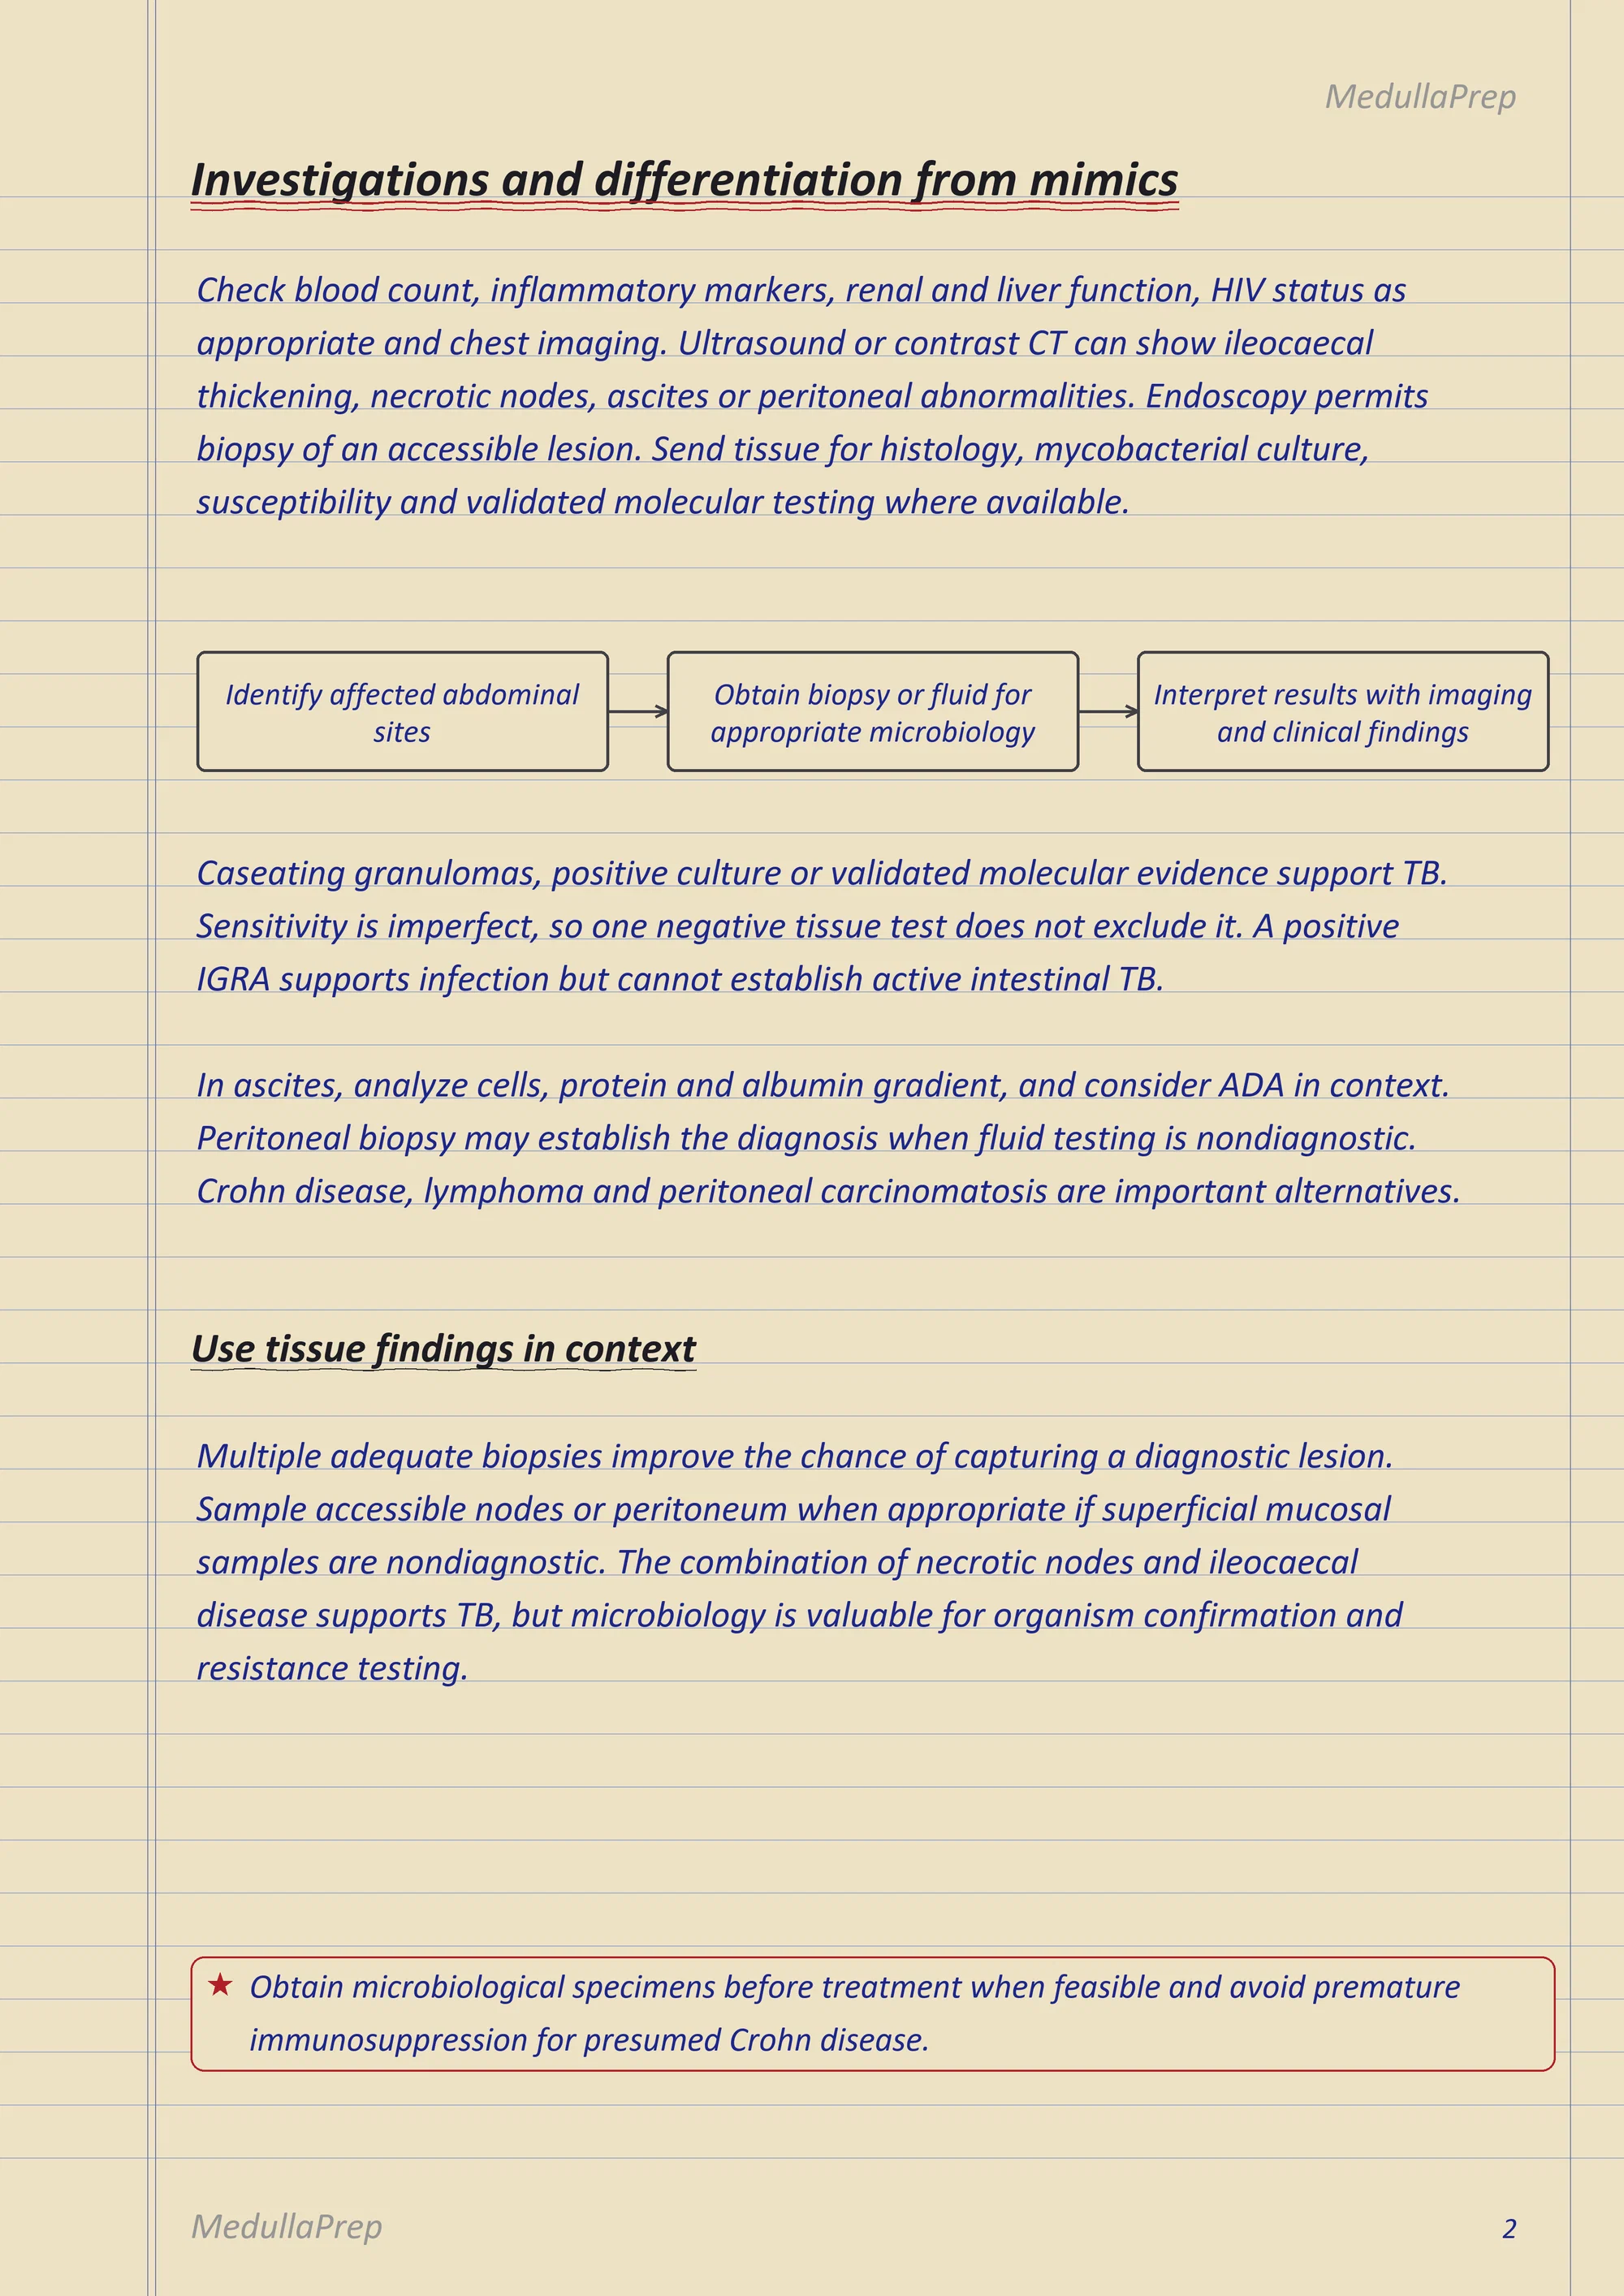 MedullaPrep
Investigations and differentiation from mimics
Check blood count, inflammatory markers, renal and liver function, HIV status as
appropriate and chest imaging. Ultrasound or contrast CT can show ileocaecal
thickening, necrotic nodes, ascites or peritoneal abnormalities. Endoscopy permits
biopsy of an accessible lesion. Send tissue for histology, mycobacterial culture,
susceptibility and validated molecular testing where available.
Identify affected abdominal
sites
Obtain biopsy or fluid for
appropriate microbiology
Interpret results with imaging
and clinical findings
Caseating granulomas, positive culture or validated molecular evidence support TB.
Sensitivity is imperfect, so one negative tissue test does not exclude it. A positive
IGRA supports infection but cannot establish active intestinal TB.
In ascites, analyze cells, protein and albumin gradient, and consider ADA in context.
Peritoneal biopsy may establish the diagnosis when fluid testing is nondiagnostic.
Crohn disease, lymphoma and peritoneal carcinomatosis are important alternatives.
Use tissue findings in context
Multiple adequate biopsies improve the chance of capturing a diagnostic lesion.
Sample accessible nodes or peritoneum when appropriate if superficial mucosal
samples are nondiagnostic. The combination of necrotic nodes and ileocaecal
disease supports TB, but microbiology is valuable for organism confirmation and
resistance testing.
★ Obtain microbiological specimens before treatment when feasible and avoid premature
immunosuppression for presumed Crohn disease.
MedullaPrep
2